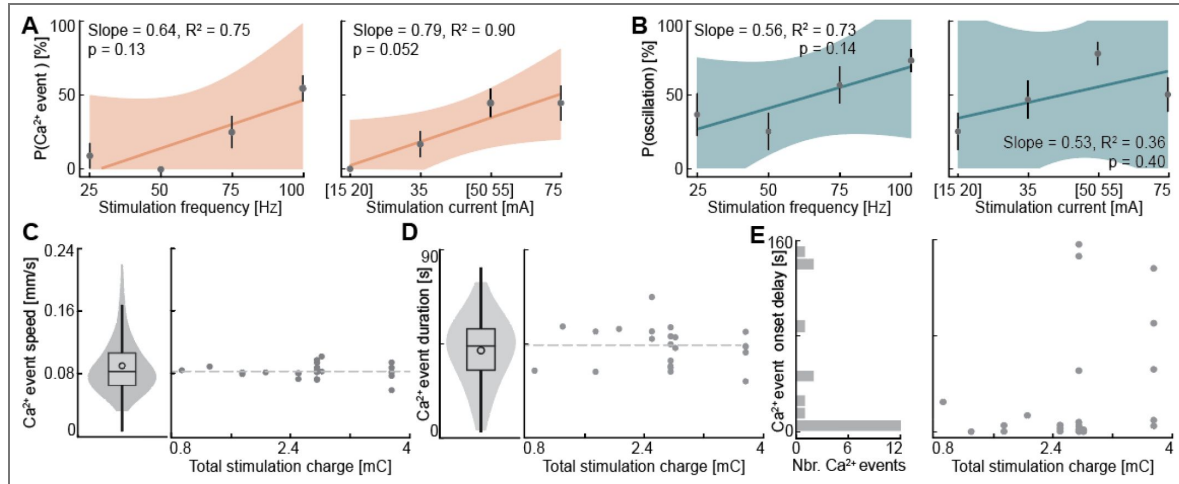 A
B
P(Ca²⁺ event ) [%]
100
50
0
Slope = 0.64, R² = 0.75
p = 0.13
25
50
75
100
Stimulation frequency [Hz]
Slope = 0.79, R² = 0.90
p = 0.052
[15 20]
35
[50 55]
75
Stimulation current [mA]
P(oscillation) [%]
100
50
0
Slope = 0.56, R² = 0.73
p = 0.14
25
50
75
100
Stimulation frequency [Hz]
Slope = 0.53, R² = 0.36
p = 0.40
[15 20]
35
[50 55]
75
Stimulation current [mA]
C
Ca²⁺ event speed [mm/s]
0.24
0.16
0.08
0
0.8
2.4
4
Total stimulation charge [mC]
D
Ca²⁺ event duration [s]
90
45
0
0.8
2.4
4
Total stimulation charge [mC]
E
Ca²⁺ event onset delay [s]
160
80
0
0
6
12
Nbr. Ca²⁺ events
0.8
2.4
4
Total stimulation charge [mC]